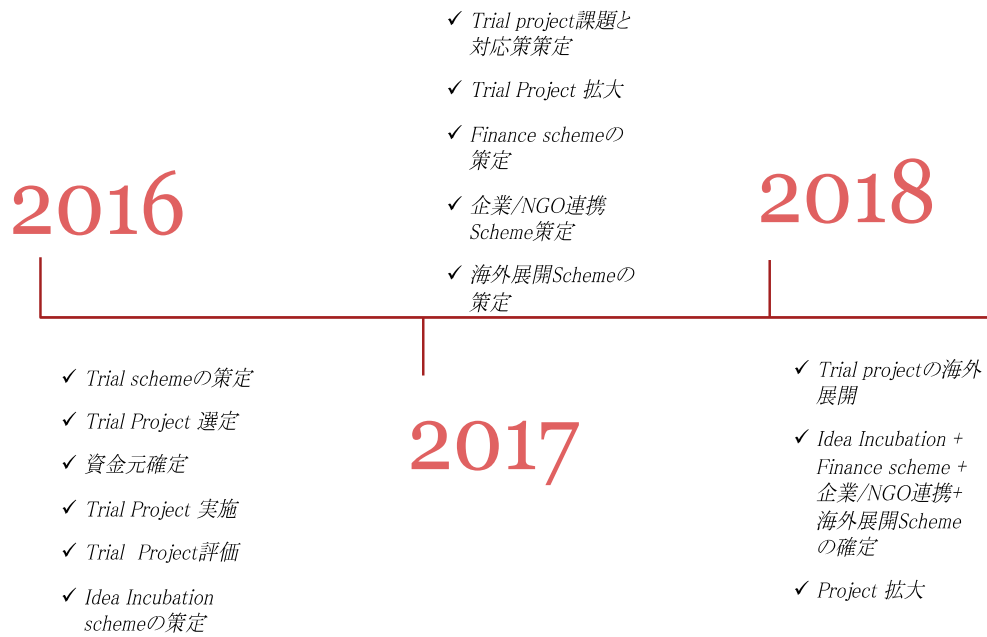 2016
✓ Trial schemeの策定
✓ Trial Project 選定
✓ 資金元確定
✓ Trial Project 実施
✓ Trial Project評価
✓ Idea Incubation
schemeの策定
2017
✓ Trial project課題と
対応策策定
✓ Trial Project 拡大
✓ Finance schemeの
策定
✓ 企業/NGO連携
Scheme策定
✓ 海外展開Schemeの
策定
2018
✓ Trial projectの海外
展開
✓ Idea Incubation +
Finance scheme +
企業/NGO連携+
海外展開Scheme
の確定
✓ Project 拡大